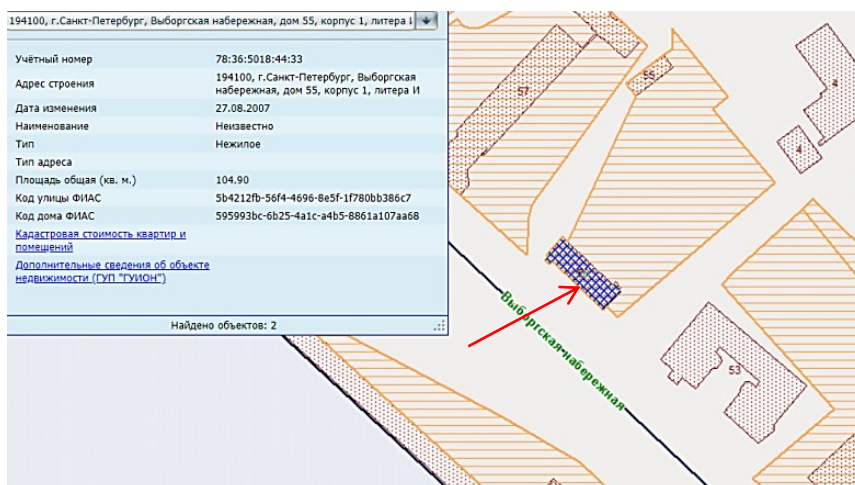 194100, г.Санкт-Петербург, Выборгская набережная, дом 55, корпус 1, литера
Учётный номер 78:36:5018:44:33
Адрес строения 194100, г.Санкт-Петербург, Выборгская
набережная, дом 55, корпус 1, литера И
Дата изменения 27.08.2007
Наименование Неизвестно
Тип Нежилое
Тип адреса
Площадь общая (кв. м.) 104.90
Код улицы ФИАС 5b4212fb-56f4-4696-8e5f-1f780bb386c7
Код дома ФИАС 595993bc-6b25-4a1c-a4b5-8861a107aa68
Кадастровая стоимость квартир и
помещений
Дополнительные сведения об объекте
недвижимости (ГУП "ГУИОН")
Найдено объектов: 2
57
55
4
4
Выборгская набережная
53